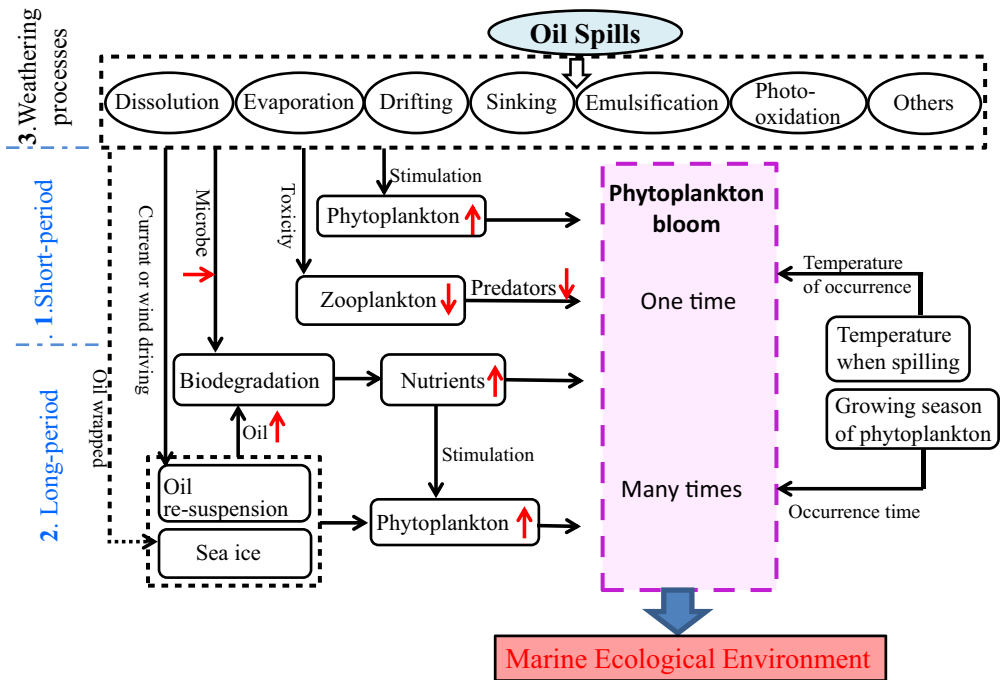 Oil Spills
3.Weathering
processes
Dissolution
Evaporation
Drifting
Sinking
Emulsification
Photo-
oxidation
Others
. 1.Short-period
2. Long-period
Current or wind driving
Microbe
Toxicity
Stimulation
Phytoplankton
Zooplankton
Predators
Oil wrapped
Biodegradation
Nutrients
Oil
Stimulation
Oil
re-suspension
Sea ice
Phytoplankton
Phytoplankton
bloom
One time
Many times
Temperature
of occurrence
Temperature
when spilling
Growing season
of phytoplankton
Occurrence time
Marine Ecological Environment